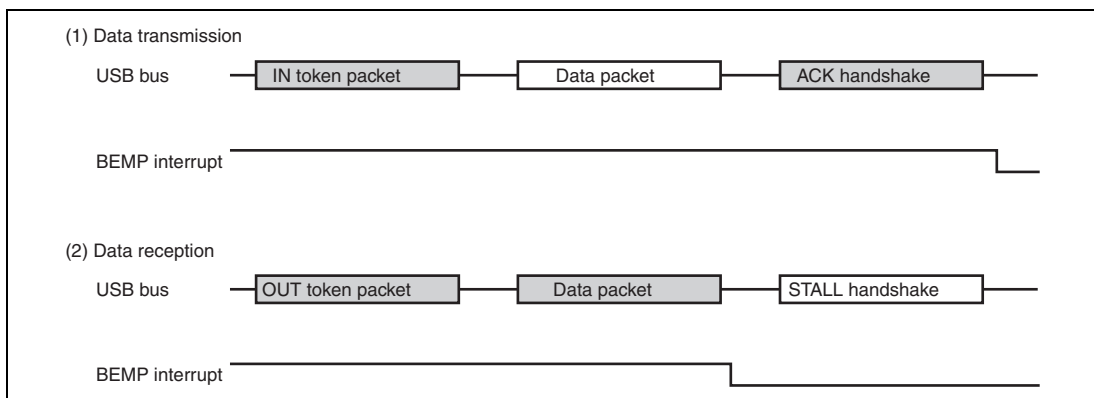 (1) Data transmission
USB bus
IN token packet
Data packet
ACK handshake
BEMP interrupt
(2) Data reception
USB bus
OUT token packet
Data packet
STALL handshake
BEMP interrupt